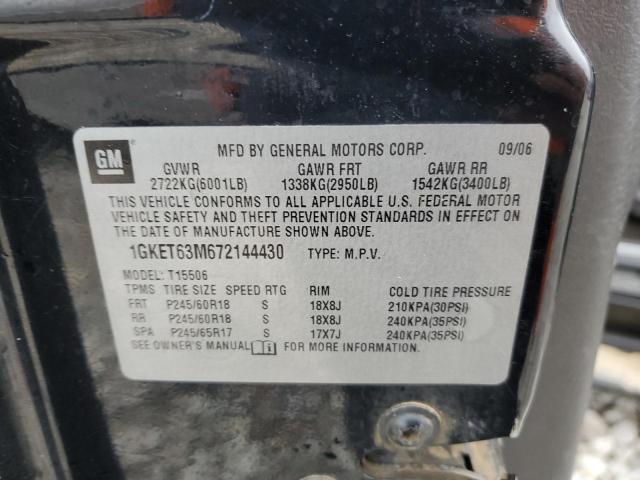 GM
MFD BY GENERAL MOTORS CORP. 09/06
GVWR GAWR FRT GAWR RR
2722KG(6001LB) 1338KG(2950LB) 1542KG(3400LB)
THIS VEHICLE CONFORMS TO ALL APPLICABLE U.S. FEDERAL MOTOR
VEHICLE SAFETY AND THEFT PREVENTION STANDARDS IN EFFECT ON
THE DATE OF MANUFACTURE SHOWN ABOVE.
1GKET63M672144430 TYPE: M.P.V.
MODEL: T15506
TPMS TIRE SIZE SPEED RTG RIM COLD TIRE PRESSURE
FRT P245/60R18 S 18X8J 210KPA(30PSI)
RR P245/60R18 S 18X8J 240KPA(35PSI)
SPA P245/65R17 S 17X7J 240KPA(35PSI)
SEE OWNER'S MANUAL FOR MORE INFORMATION.